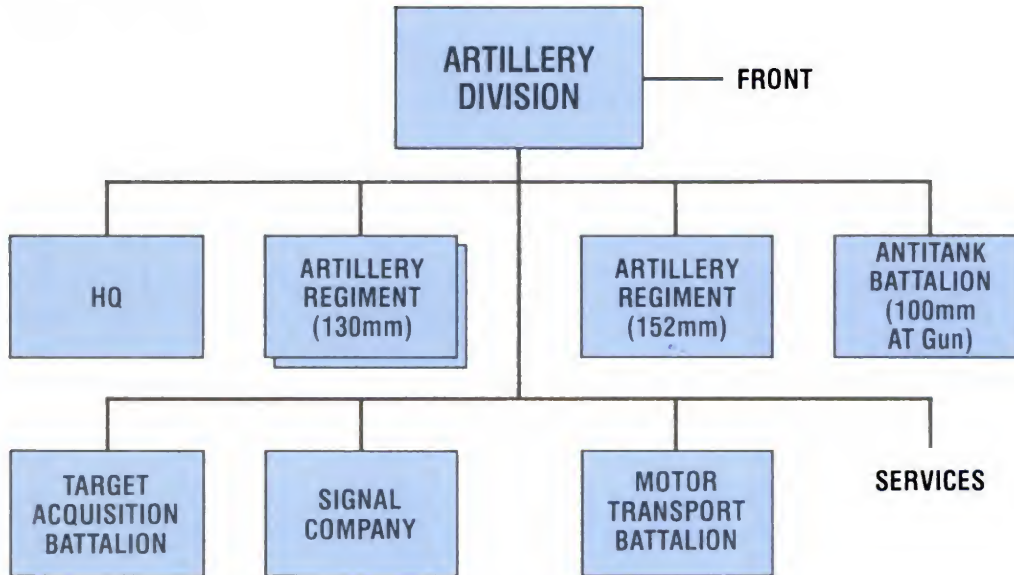 ARTILLERY
DIVISION
FRONT
HQ
ARTILLERY
REGIMENT
(130mm)
ARTILLERY
REGIMENT
(152mm)
ANTITANK
BATTALION
(100mm
AT Gun)
TARGET
ACQUISITION
BATTALION
SIGNAL
COMPANY
MOTOR
TRANSPORT
BATTALION
SERVICES